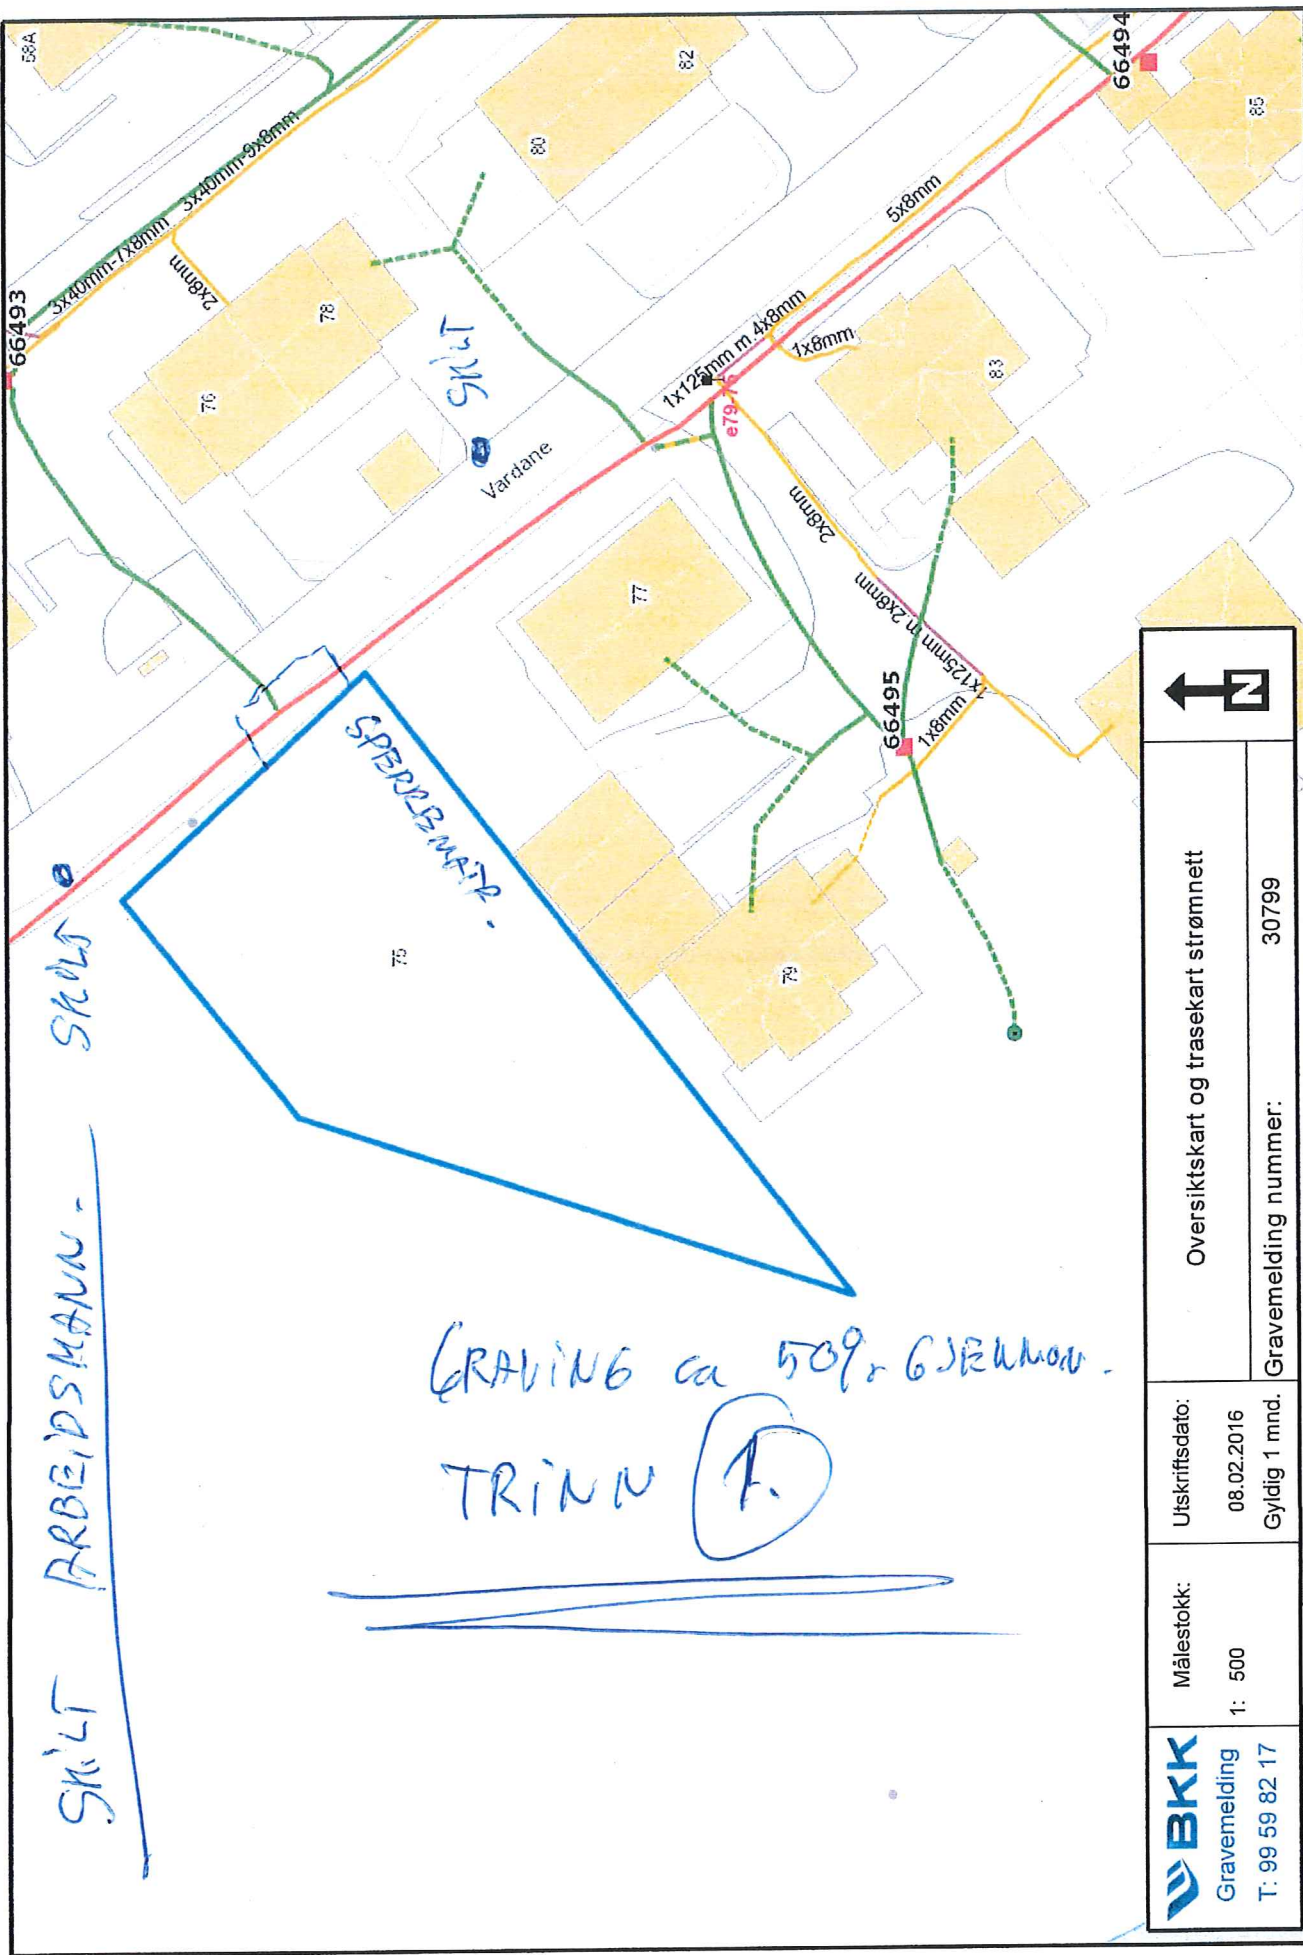 SKILT ARBEIDSMANN.
SKILT
66493
58A
3x40mm-7x8mm
3x40mm-9x8mm
2x8mm
76
78
80
82
SKILT
Vardane
SPERREMATR.
75
77
1x125mm m 4x8mm
e79-75
1x8mm
5x8mm
66494
83
85
2x8mm
1x125mm m 2x8mm
66495
1x8mm
79
GRAVING ca 50% GJENNOM.
TRINN 1.
BKK
Gravemelding
T: 99 59 82 17
Målestokk:
1: 500
Utskriftsdato:
08.02.2016
Gyldig 1 mnd.
Oversiktskart og trasekart strømnett
Gravemelding nummer: 30799
N